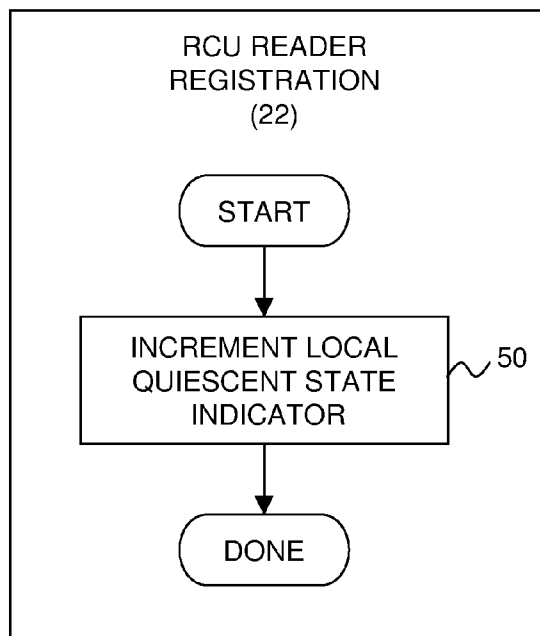 RCU READER
REGISTRATION
(22)
START
INCREMENT LOCAL
QUIESCENT STATE
INDICATOR
50
DONE